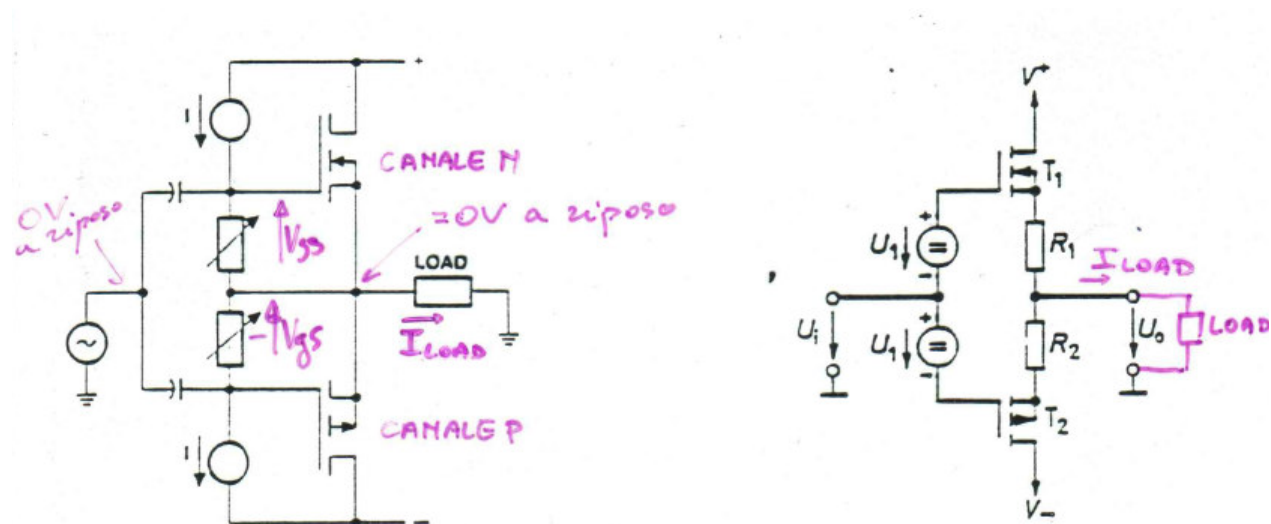 +
I
CANALE N
0V
a riposo
Vgs
=0V a riposo
LOAD
-Vgs
ILOAD
CANALE P
I
-
V+
T1
+
U1
-
R1
ILOAD
Ui
+
U1
-
R2
Uo
LOAD
T2
V-